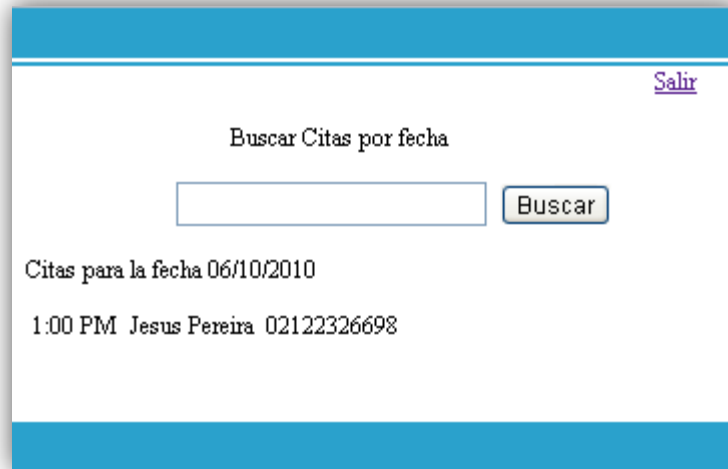 Salir
Buscar Citas por fecha
Buscar
Citas para la fecha 06/10/2010
1:00 PM Jesus Pereira 02122326698